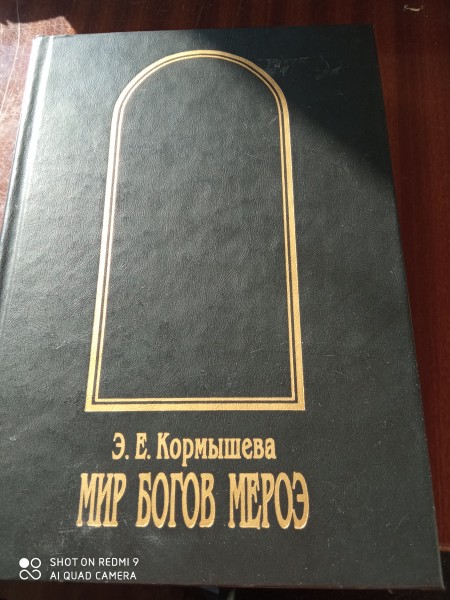 Э. Е. Кормышева
МИР БОГОВ МЕРОЭ
SHOT ON REDMI 9
AI QUAD CAMERA